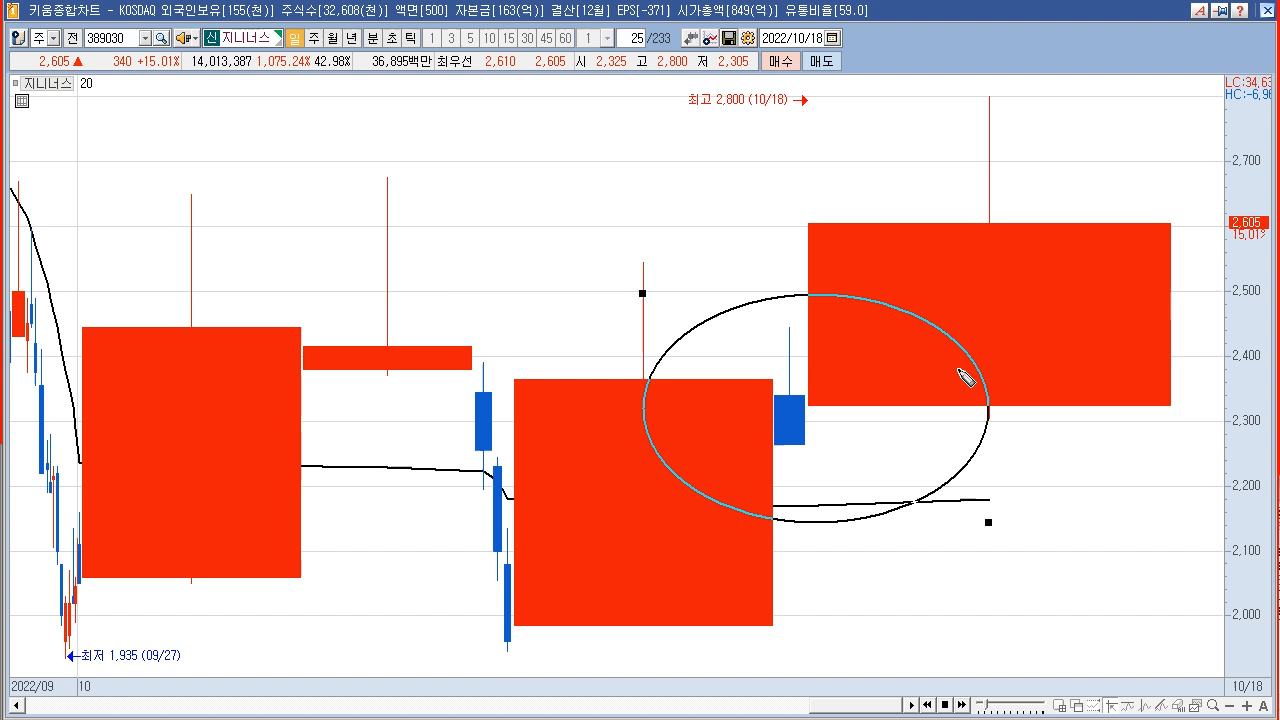 키움종합차트 - KOSDAQ 외국인보유[155(천)] 주식수[32,608(천)] 액면[500] 자본금[163(억)] 결산[12월] EPS[-371] 시가총액[849(억)] 유통비율[59.0]
주 전 389030 신 지니너스 일 주 월 년 분 초 틱 1 3 5 10 15 30 45 60 1 25 /233 2022/10/18
2,605 ▲ 340 +15.01% 14,013,387 1,075.24% 42.98% 36,895백만 최우선 2,610 2,605 시 2,325 고 2,800 저 2,305 매수 매도
지니너스 20
LC:34,63
HC:-6,96
최고 2,800 (10/18)
2,700
2,605
15,01%
2,500
2,400
2,300
2,200
2,100
2,000
최저 1,935 (09/27)
2022/09 10 10/18
A